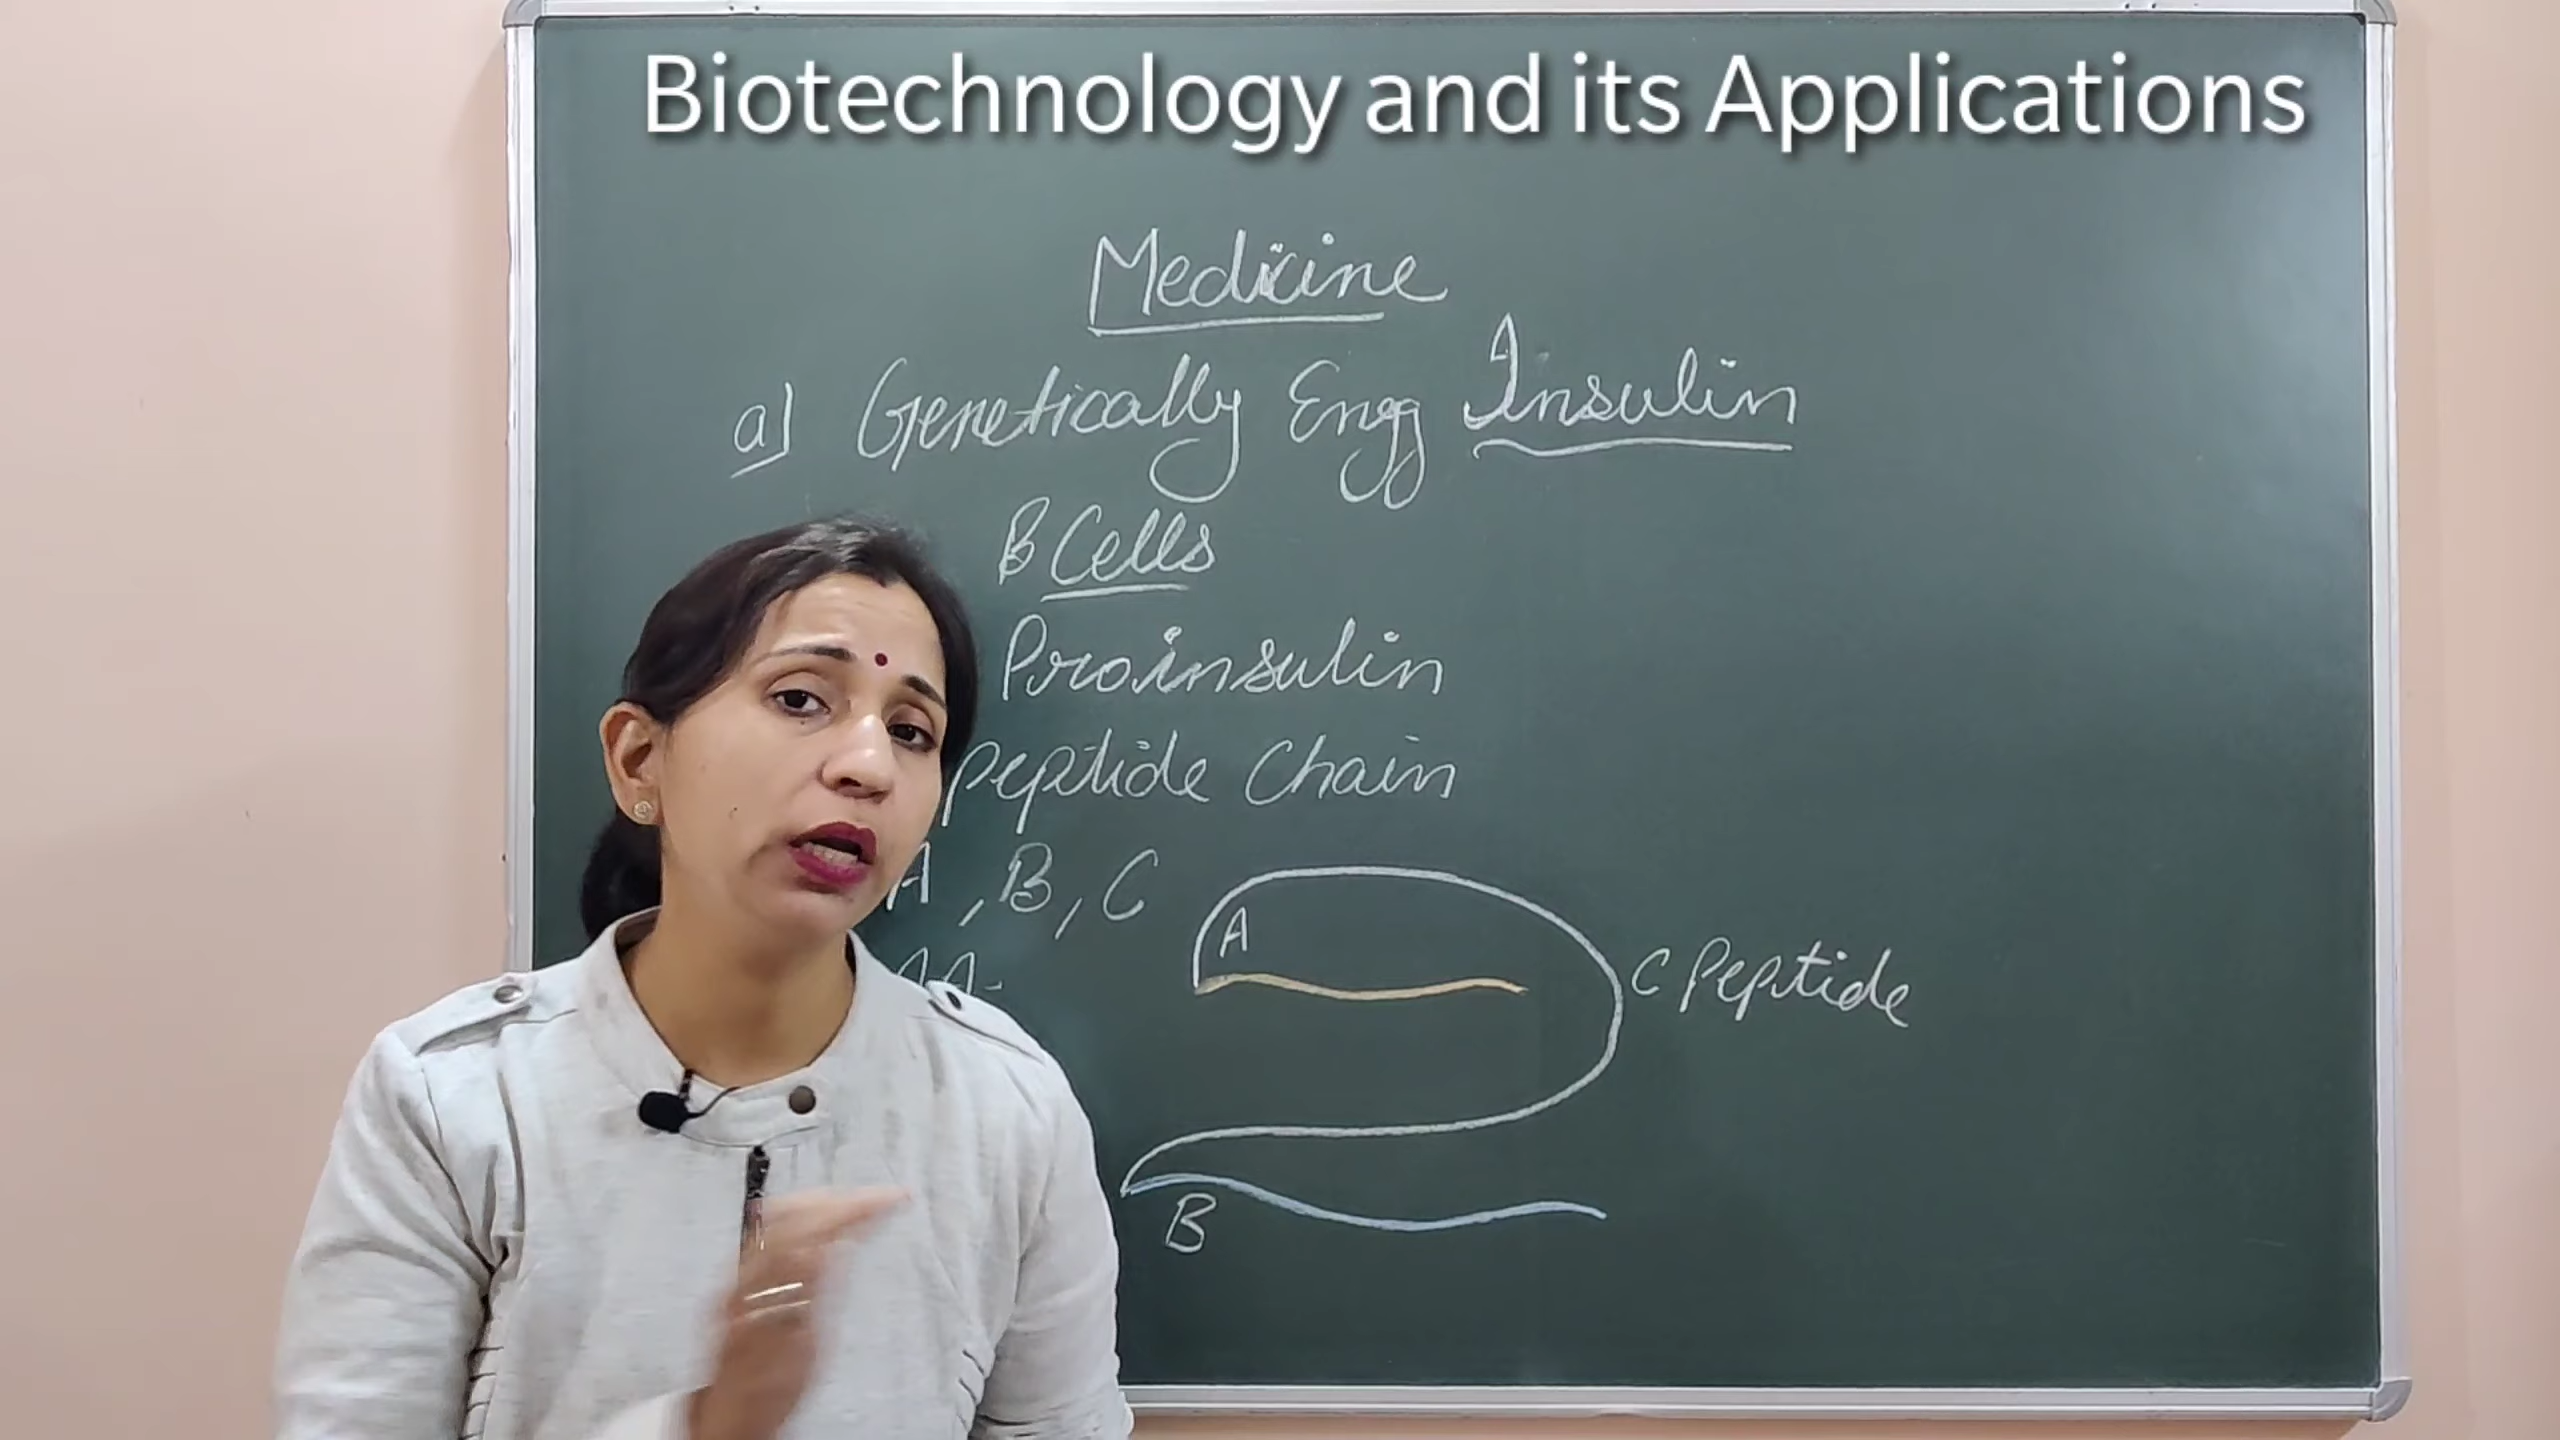 Biotechnology and its Applications
Medicine
a) Genetically Engg Insulin
B Cells
Proinsulin
peptide Chain
A, B, C
A
C Peptide
B